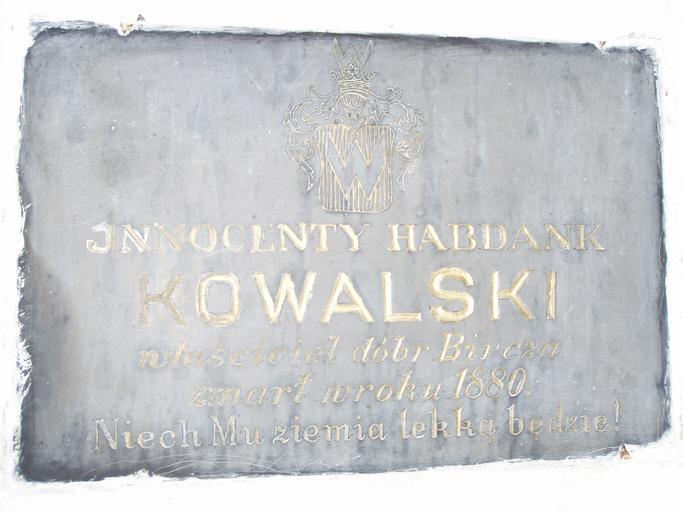 W
W
JNNOCENTY HABDANK
KOWALSKI
właściciel dóbr Bircza
zmarł w roku 1880.
Niech Mu ziemia lekką będzie!